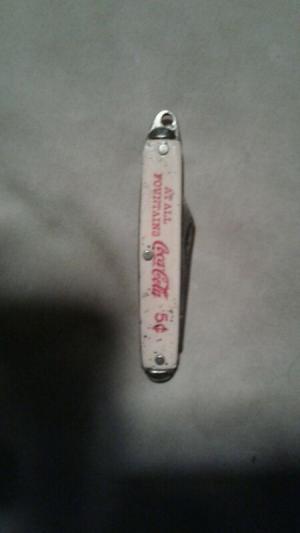 AT ALL
FOUNTAINS Coca-Cola 5¢